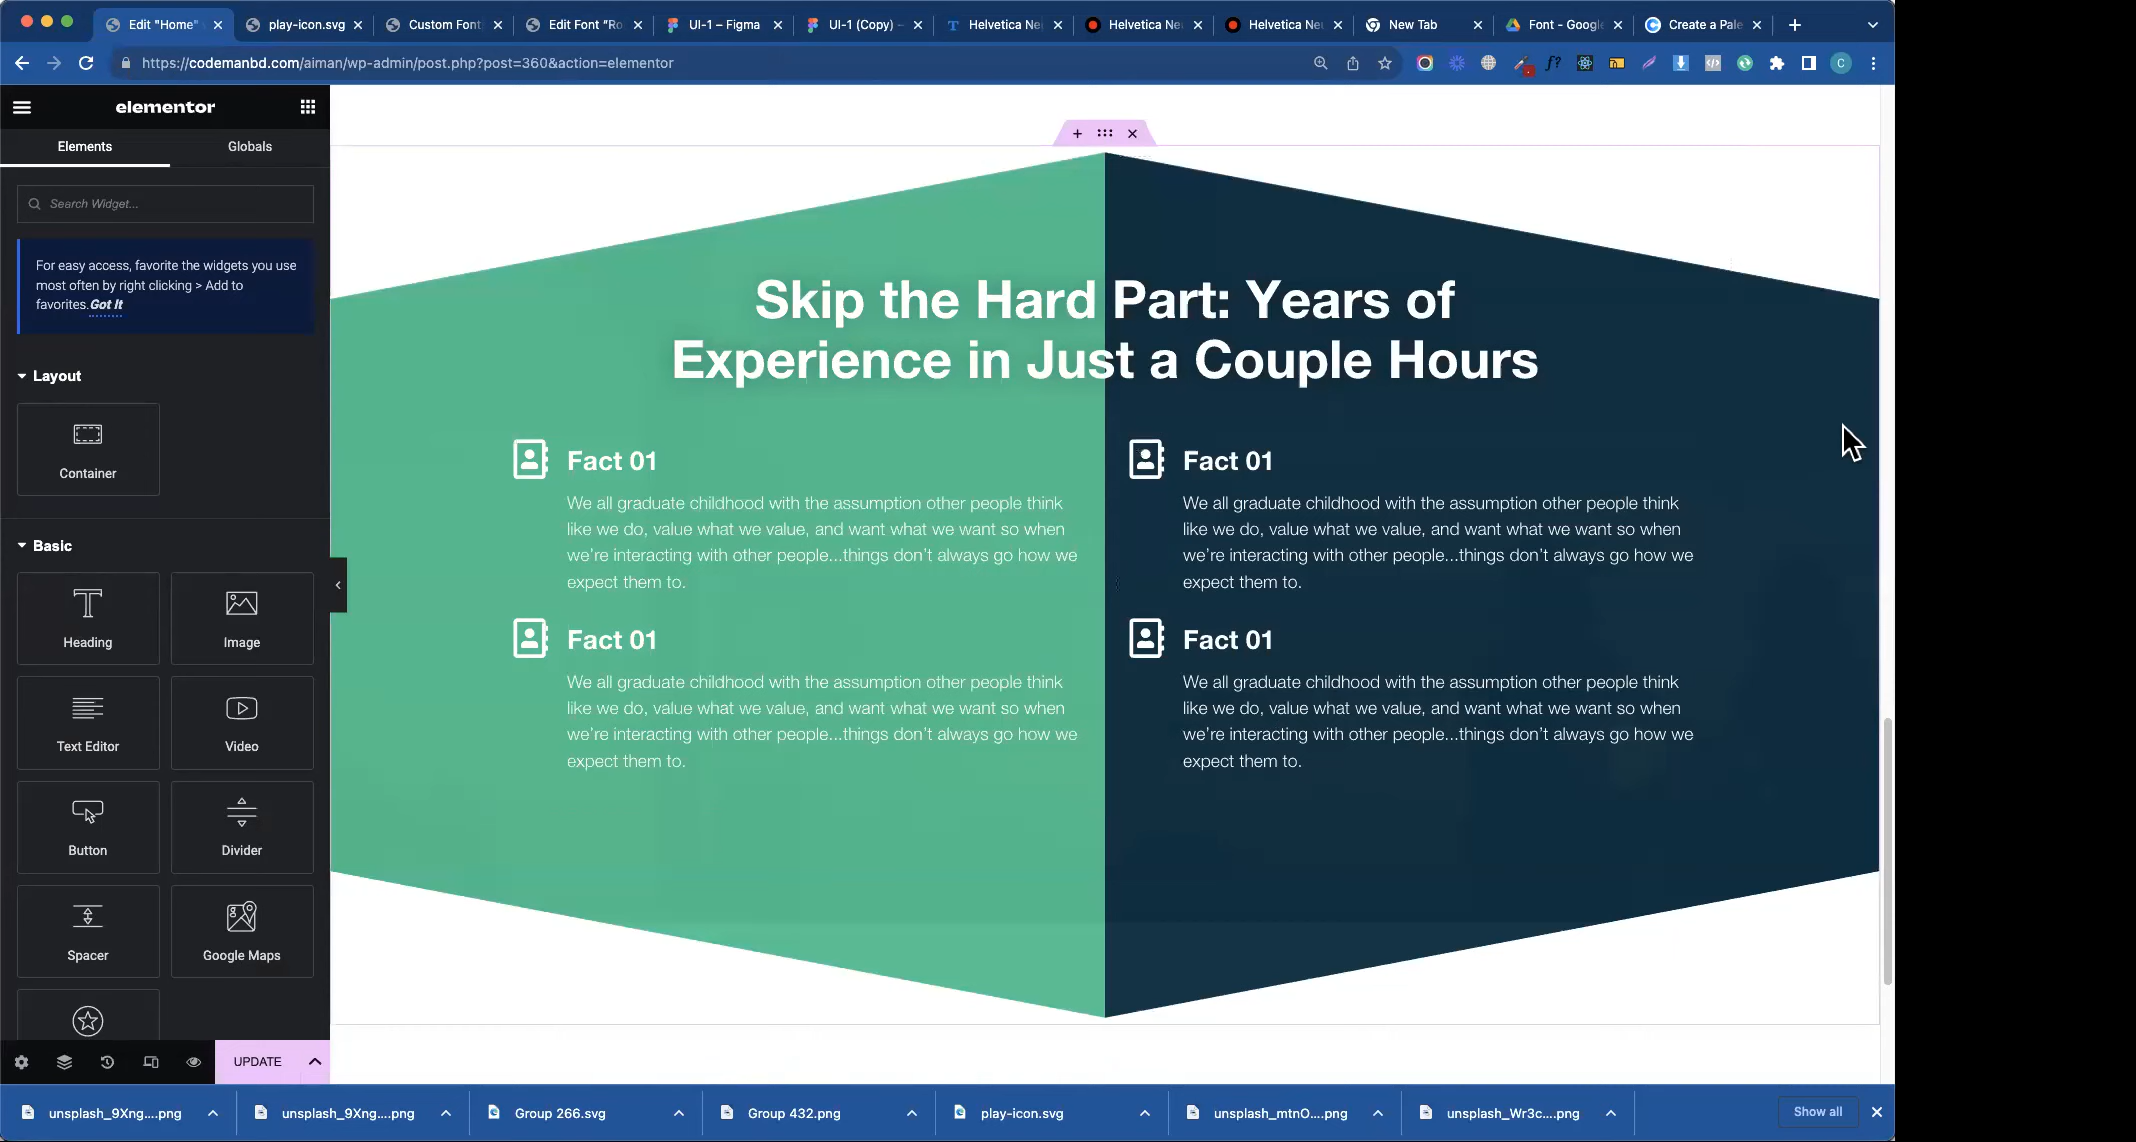 Edit "Home"
play-icon.svg
Custom Font
Edit Font "Ro
UI-1 – Figma
UI-1 (Copy) –
Helvetica Ne
Helvetica Ne
Helvetica Ne
New Tab
Font - Google
Create a Pale
https://codemanbd.com/aiman/wp-admin/post.php?post=360&action=elementor
f?
C
elementor
Elements
Globals
Search Widget...
For easy access, favorite the widgets you use
most often by right clicking > Add to
favorites.Got It
Layout
Container
Basic
Heading
Image
Text Editor
Video
Button
Divider
Spacer
Google Maps
UPDATE
Skip the Hard Part: Years of
Experience in Just a Couple Hours
Fact 01
We all graduate childhood with the assumption other people think
like we do, value what we value, and want what we want so when
we're interacting with other people...things don't always go how we
expect them to.
Fact 01
We all graduate childhood with the assumption other people think
like we do, value what we value, and want what we want so when
we're interacting with other people...things don't always go how we
expect them to.
Fact 01
We all graduate childhood with the assumption other people think
like we do, value what we value, and want what we want so when
we're interacting with other people...things don't always go how we
expect them to.
Fact 01
We all graduate childhood with the assumption other people think
like we do, value what we value, and want what we want so when
we're interacting with other people...things don't always go how we
expect them to.
unsplash_9Xng....png
unsplash_9Xng....png
Group 266.svg
Group 432.png
play-icon.svg
unsplash_mtnO....png
unsplash_Wr3c....png
Show all